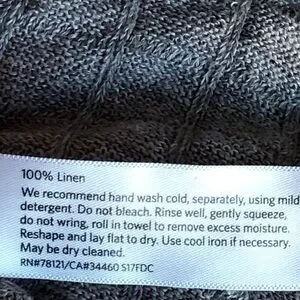 100% Linen
We recommend hand wash cold, separately, using mild
detergent. Do not bleach. Rinse well, gently squeeze,
do not wring, roll in towel to remove excess moisture.
Reshape and lay flat to dry. Use cool iron if necessary.
May be dry cleaned.
RN#78121/CA#34460 S17FDC